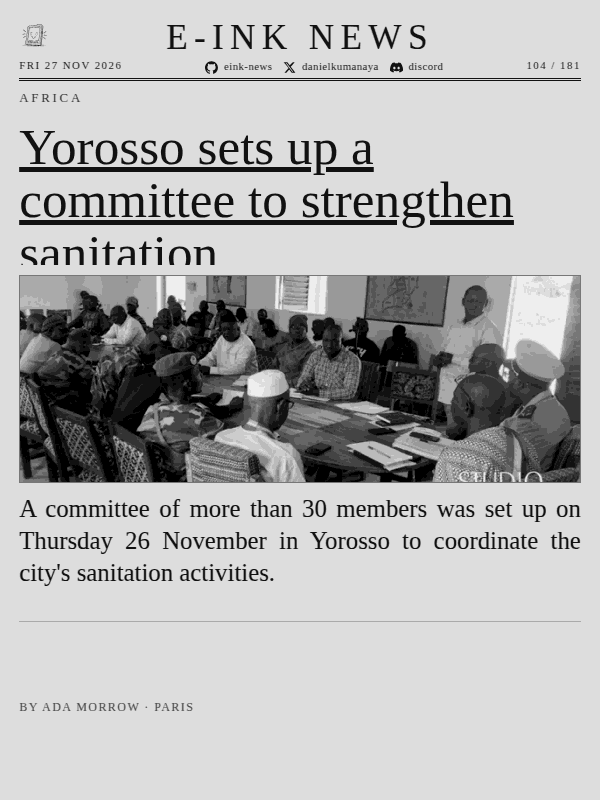 E-INK NEWS
FRI 27 NOV 2026
eink-news
danielkumanaya
discord
104 / 181
AFRICA
Yorosso sets up a
committee to strengthen
sanitation
STUDIO
A committee of more than 30 members was set up on
Thursday 26 November in Yorosso to coordinate the
city's sanitation activities.
BY ADA MORROW · PARIS